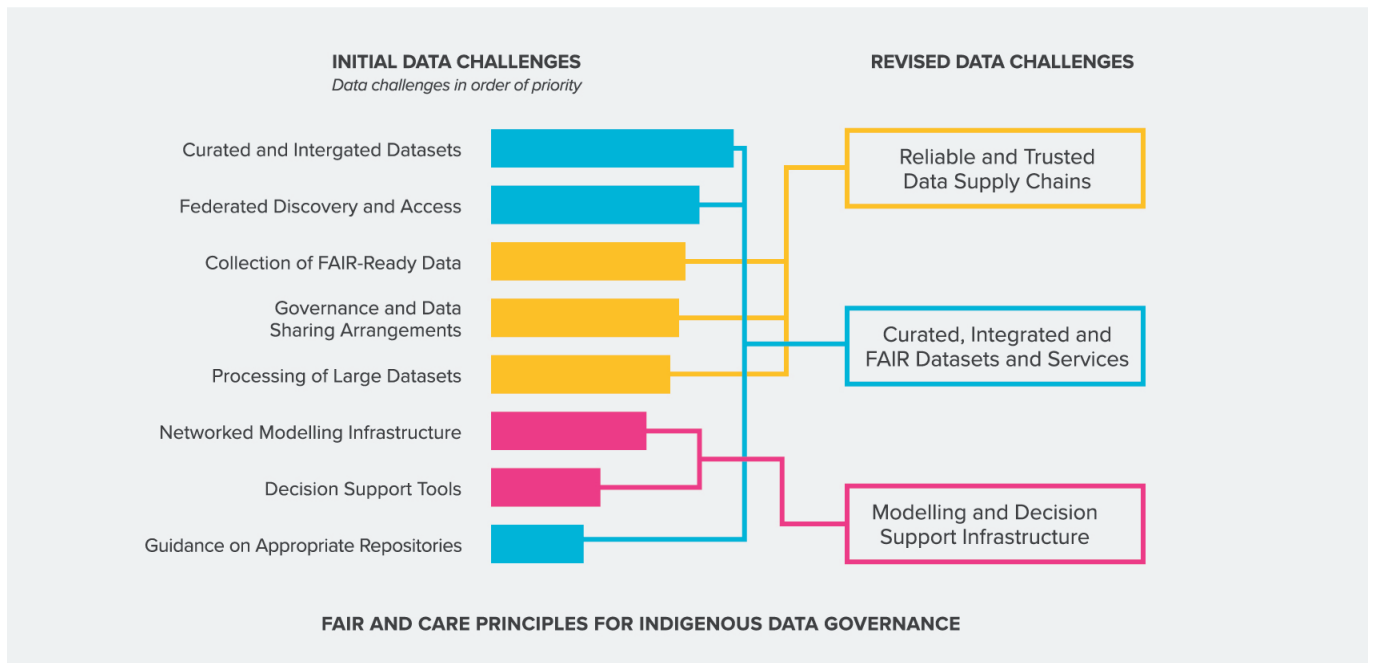 INITIAL DATA CHALLENGES
Data challenges in order of priority
Curated and Intergated Datasets
Federated Discovery and Access
Collection of FAIR-Ready Data
Governance and Data
Sharing Arrangements
Processing of Large Datasets
Networked Modelling Infrastructure
Decision Support Tools
Guidance on Appropriate Repositories
REVISED DATA CHALLENGES
Reliable and Trusted
Data Supply Chains
Curated, Integrated and
FAIR Datasets and Services
Modelling and Decision
Support Infrastructure
FAIR AND CARE PRINCIPLES FOR INDIGENOUS DATA GOVERNANCE